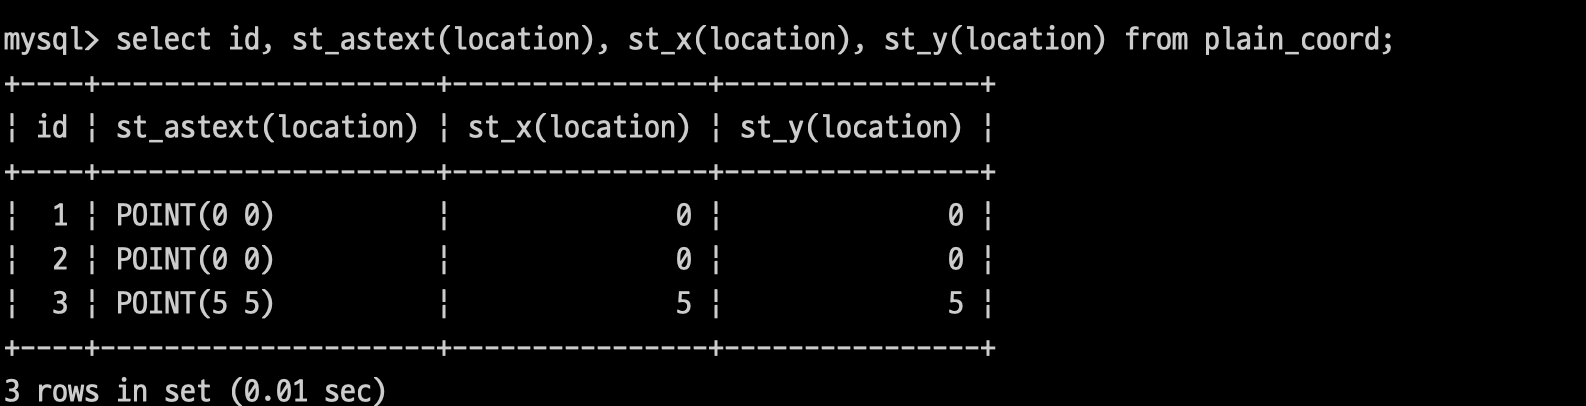 mysql> select id, st_astext(location), st_x(location), st_y(location) from plain_coord;
+----+---------------------+----------------+----------------+
¦ id ¦ st_astext(location) ¦ st_x(location) ¦ st_y(location) ¦
+----+---------------------+----------------+----------------+
¦  1 ¦ POINT(0 0)          ¦              0 ¦              0 ¦
¦  2 ¦ POINT(0 0)          ¦              0 ¦              0 ¦
¦  3 ¦ POINT(5 5)          ¦              5 ¦              5 ¦
+----+---------------------+----------------+----------------+
3 rows in set (0.01 sec)